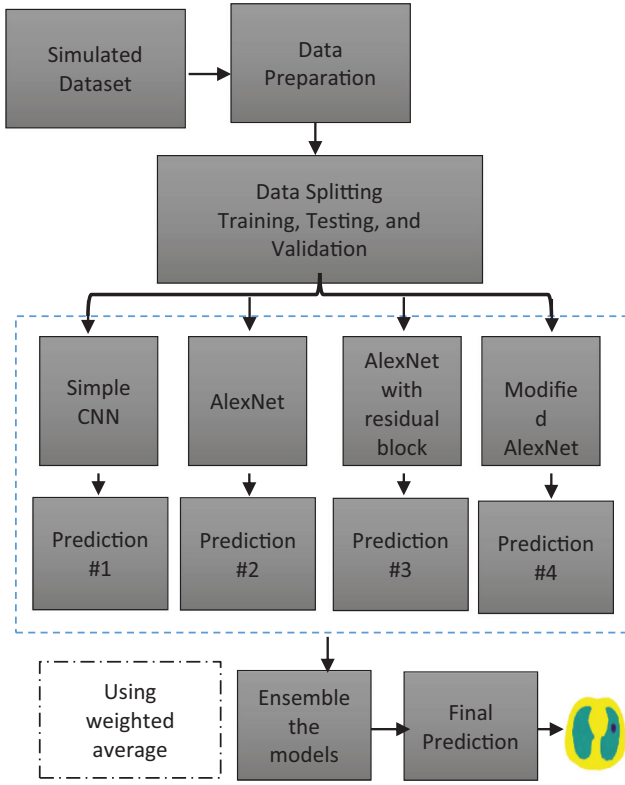 Simulated
Dataset
Data
Preparation
Data Splitting
Training, Testing, and
Validation
Simple
CNN
AlexNet
AlexNet
with
residual
block
Modifie
d
AlexNet
Prediction
#1
Prediction
#2
Prediction
#3
Prediction
#4
Using
weighted
average
Ensemble
the
models
Final
Prediction